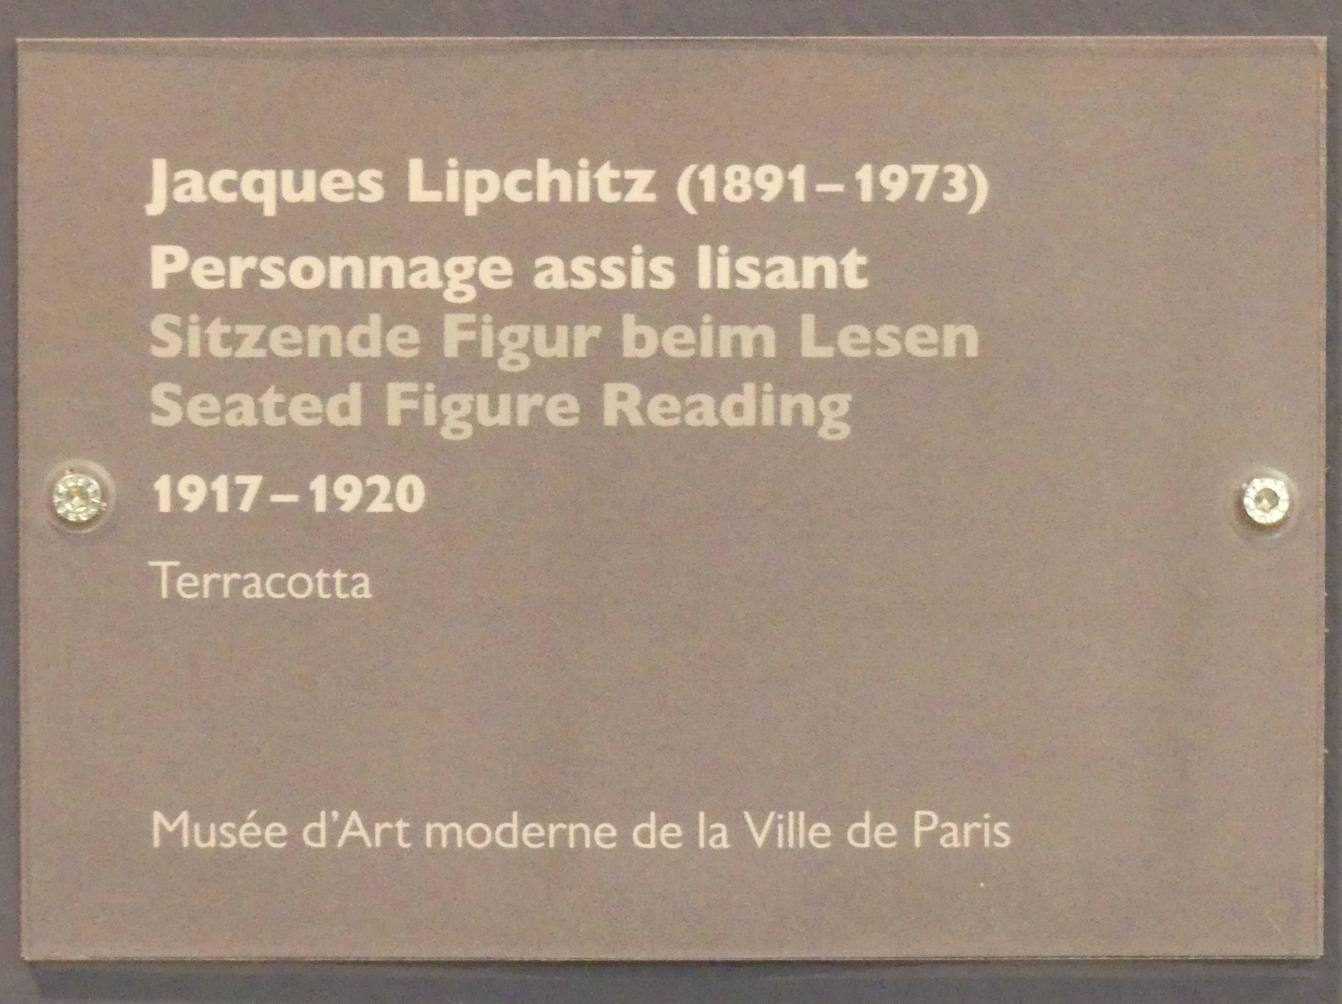 Jacques Lipchitz (1891–1973)
Personnage assis lisant
Sitzende Figur beim Lesen
Seated Figure Reading
1917–1920
Terracotta
Musée d'Art moderne de la Ville de Paris